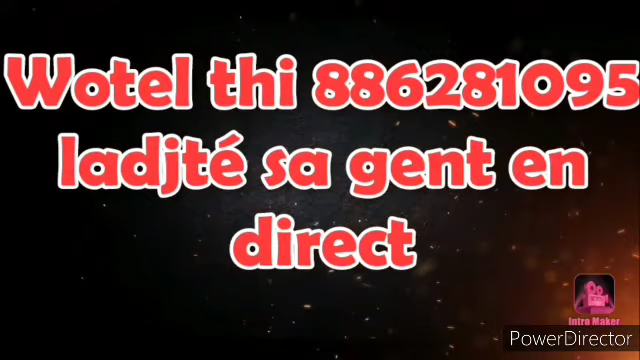 Wotel thi 886281095
ladjté sa gent en
direct
Intro Maker
PowerDirector